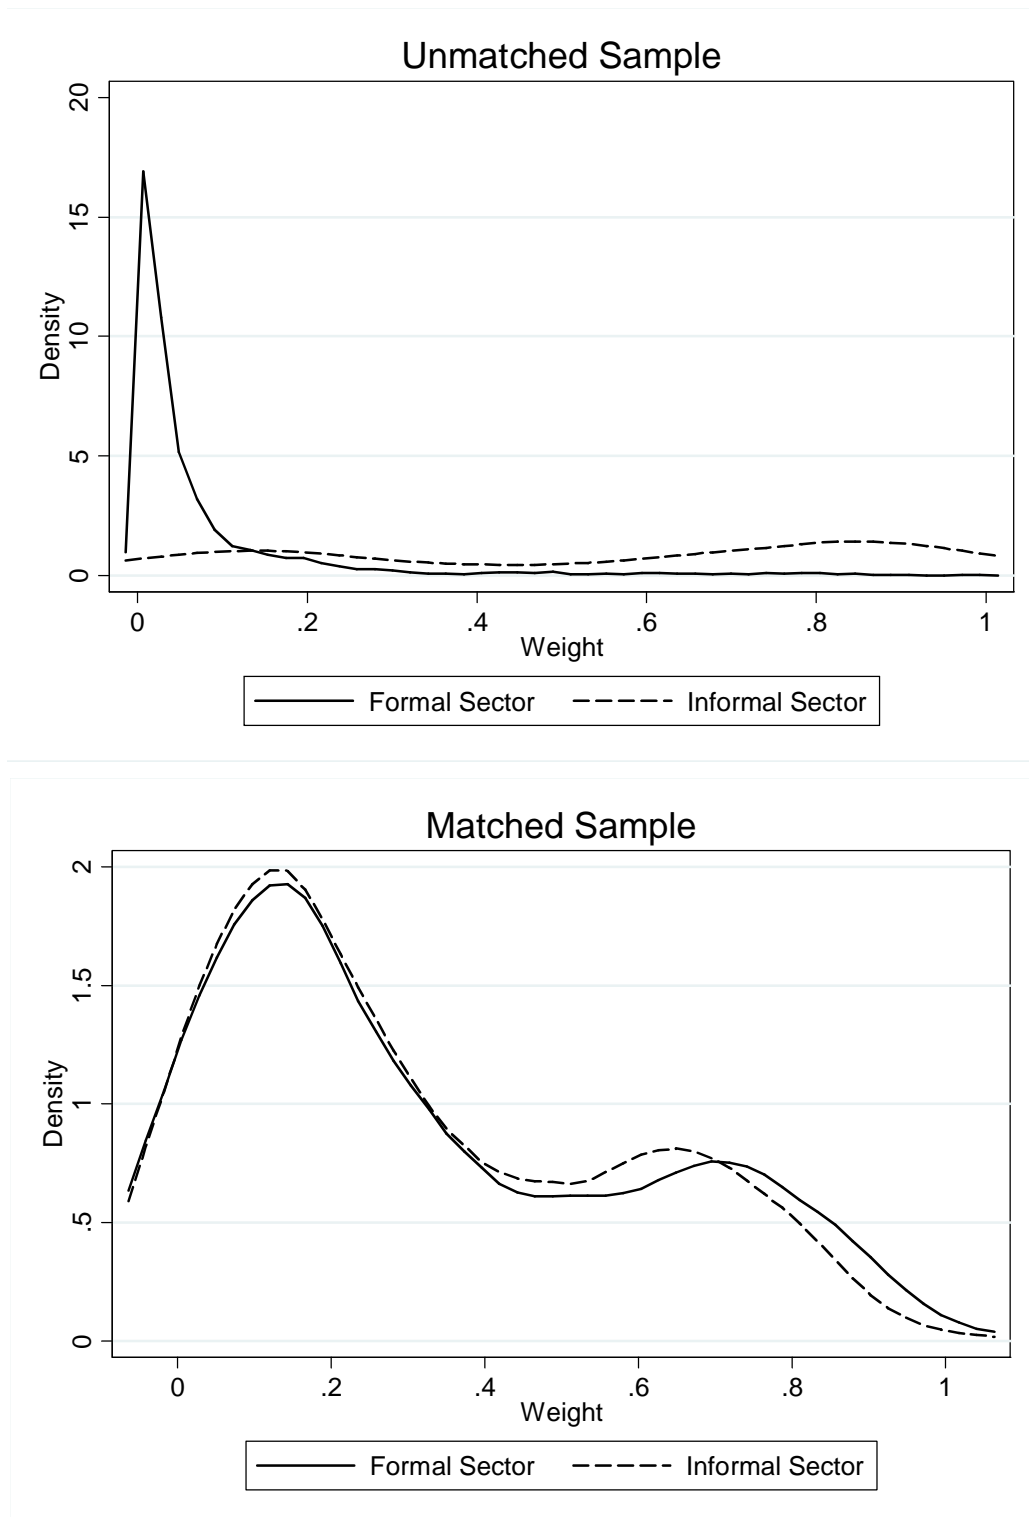 Unmatched Sample
20
15
10
5
0
Density
0 .2 .4 .6 .8 1
Weight
Formal Sector Informal Sector
Matched Sample
2
1.5
1
.5
0
Density
0 .2 .4 .6 .8 1
Weight
Formal Sector Informal Sector